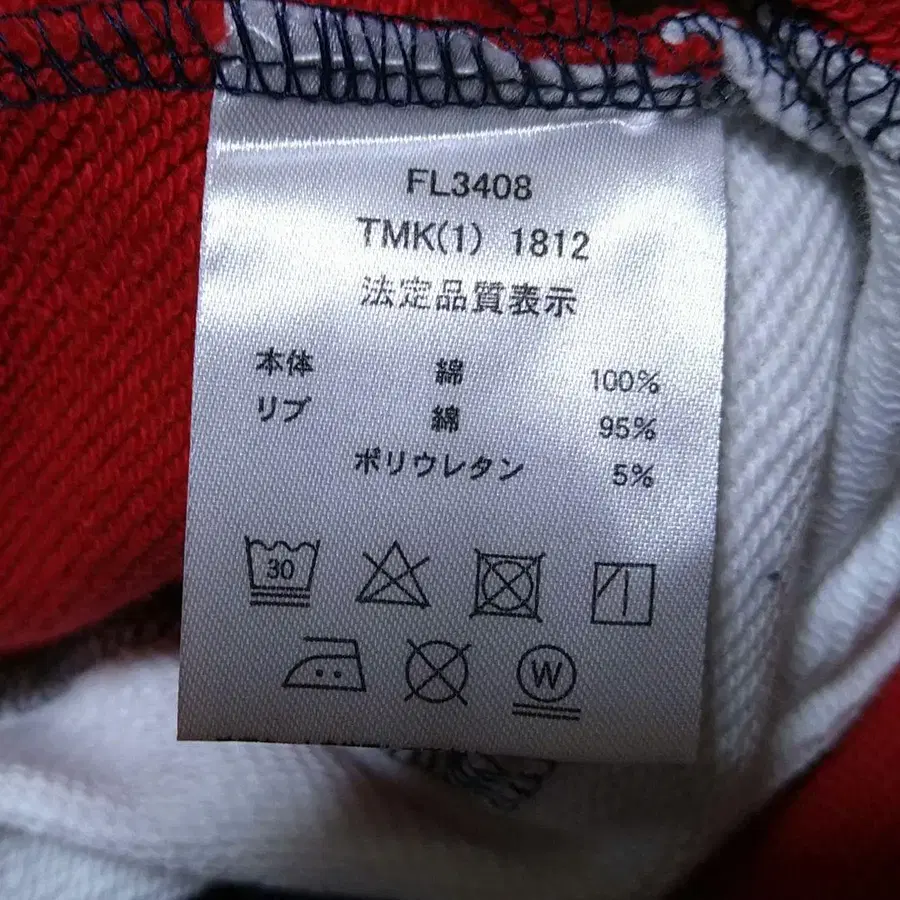 FL3408
TMK(1) 1812
法定品質表示
本体 綿 100%
リブ 綿 95%
ポリウレタン 5%
30
W